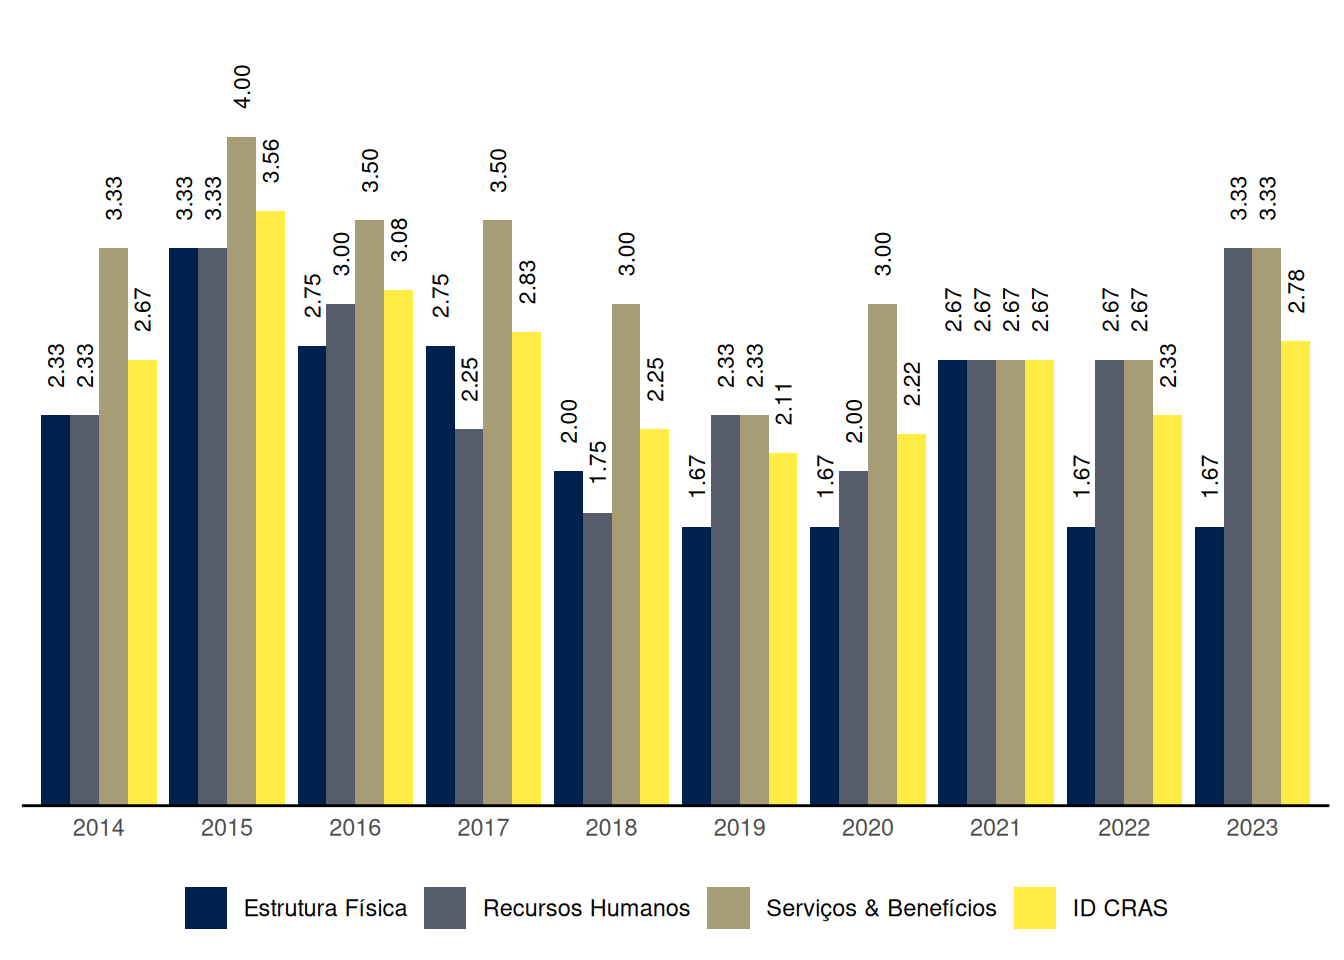 2.33 2.33 3.33 2.67
3.33 3.33 4.00 3.56
2.75 3.00 3.50 3.08
2.75 2.25 3.50 2.83
2.00 1.75 3.00 2.25
1.67 2.33 2.33 2.11
1.67 2.00 3.00 2.22
2.67 2.67 2.67 2.67
1.67 2.67 2.67 2.33
1.67 3.33 3.33 2.78
2014 2015 2016 2017 2018 2019 2020 2021 2022 2023
Estrutura Física Recursos Humanos Serviços & Benefícios ID CRAS